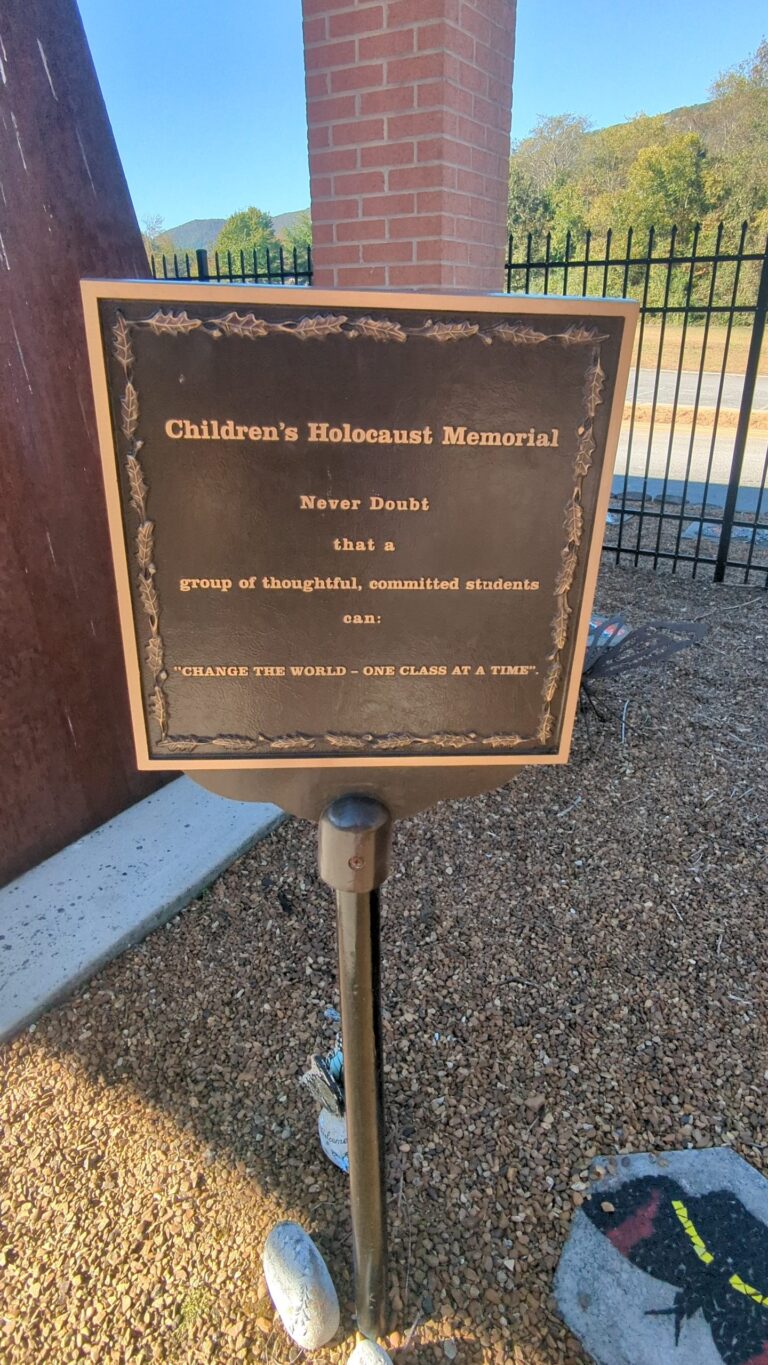 Children's Holocaust Memorial
Never Doubt
that a
group of thoughtful, committed students
can:
"CHANGE THE WORLD – ONE CLASS AT A TIME".